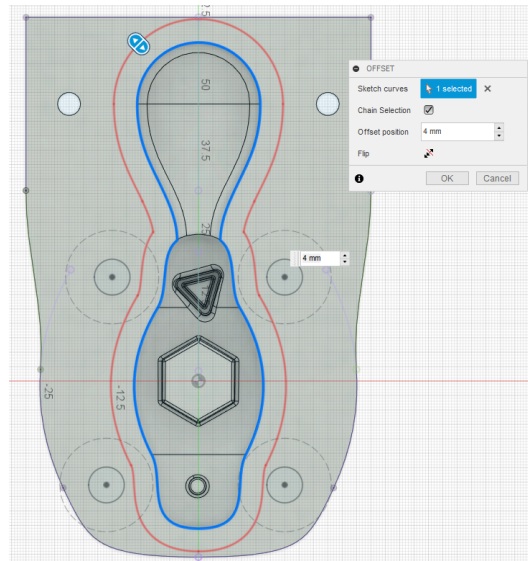 OFFSET
Sketch curves 1 selected
Chain Selection
Offset position 4 mm
Flip
OK Cancel
50
37.5
4 mm
-25
-12.5